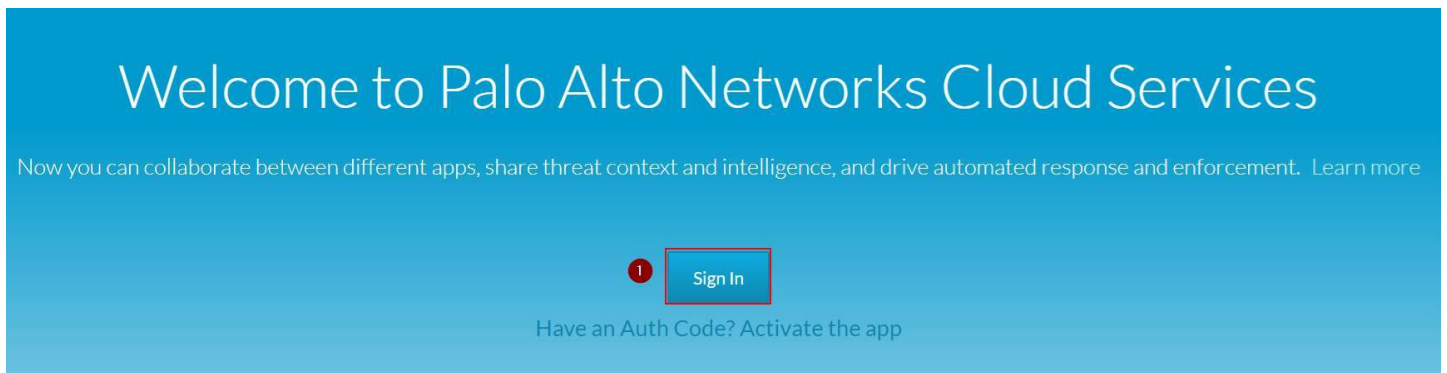 Welcome to Palo Alto Networks Cloud Services
Now you can collaborate between different apps, share threat context and intelligence, and drive automated response and enforcement. Learn more
1 Sign In
Have an Auth Code? Activate the app